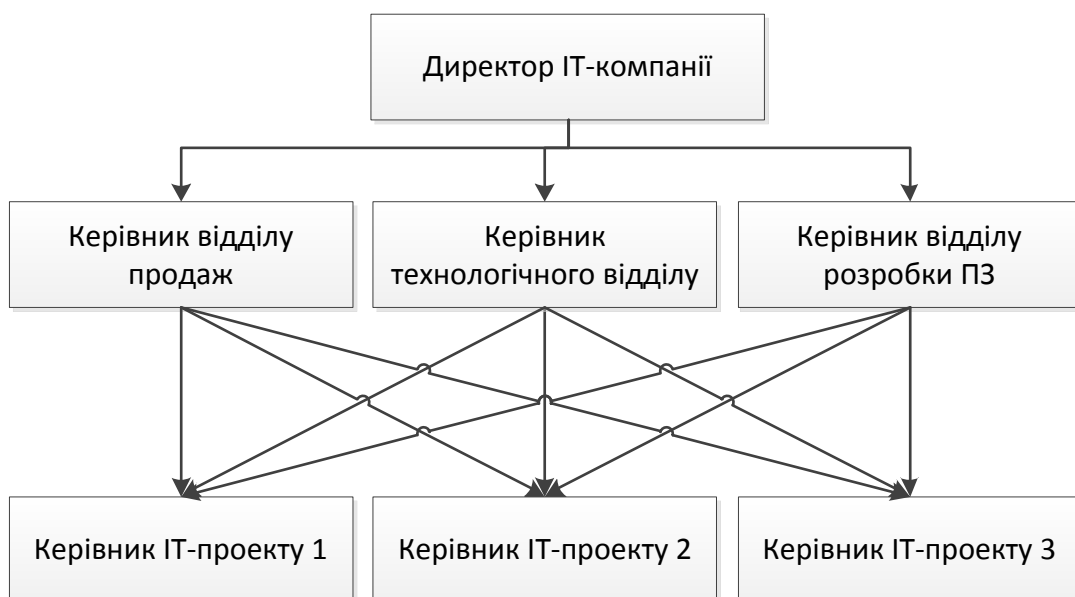 Директор ІТ-компанії
Керівник відділу
продаж
Керівник
технологічного відділу
Керівник відділу
розробки ПЗ
Керівник ІТ-проекту 1
Керівник ІТ-проекту 2
Керівник ІТ-проекту 3